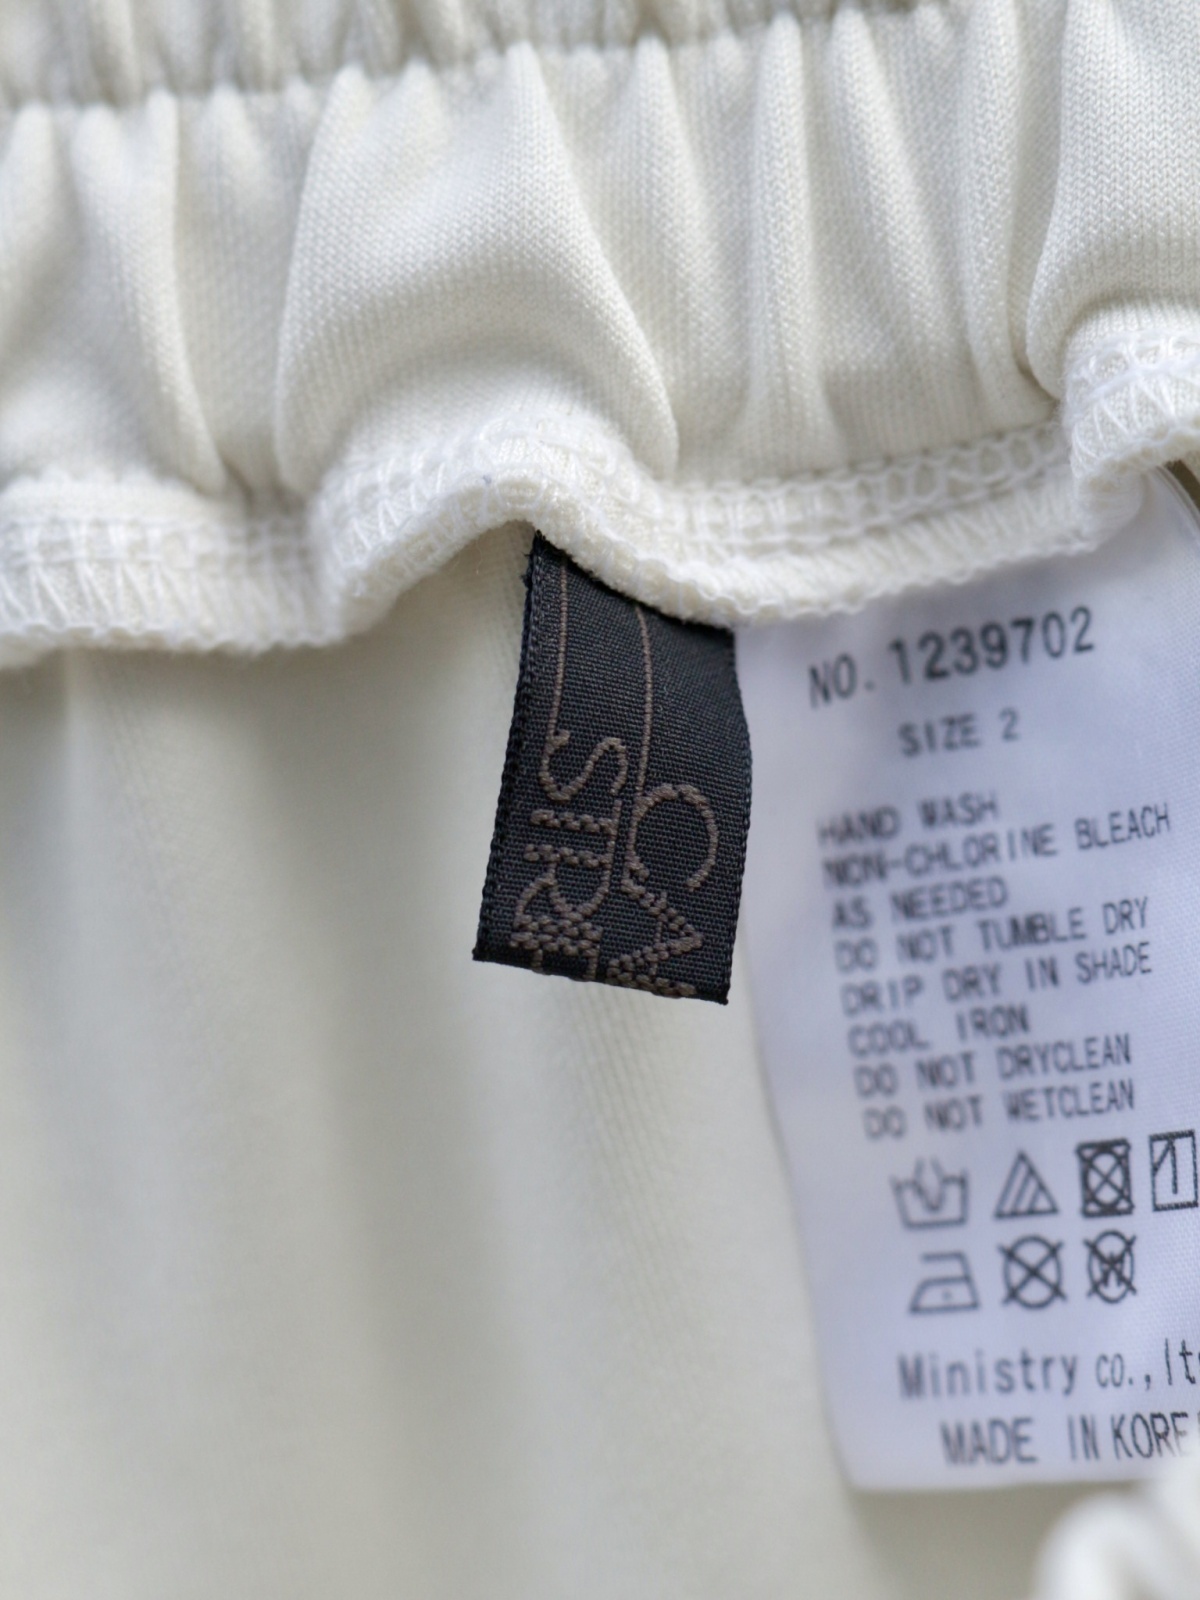 NO. 1239702
SIZE 2
HAND WASH
NON-CHLORINE BLEACH
AS NEEDED
DO NOT TUMBLE DRY
DRIP DRY IN SHADE
COOL IRON
DO NOT DRYCLEAN
DO NOT WETCLEAN
W
Ministry co.,
MADE IN